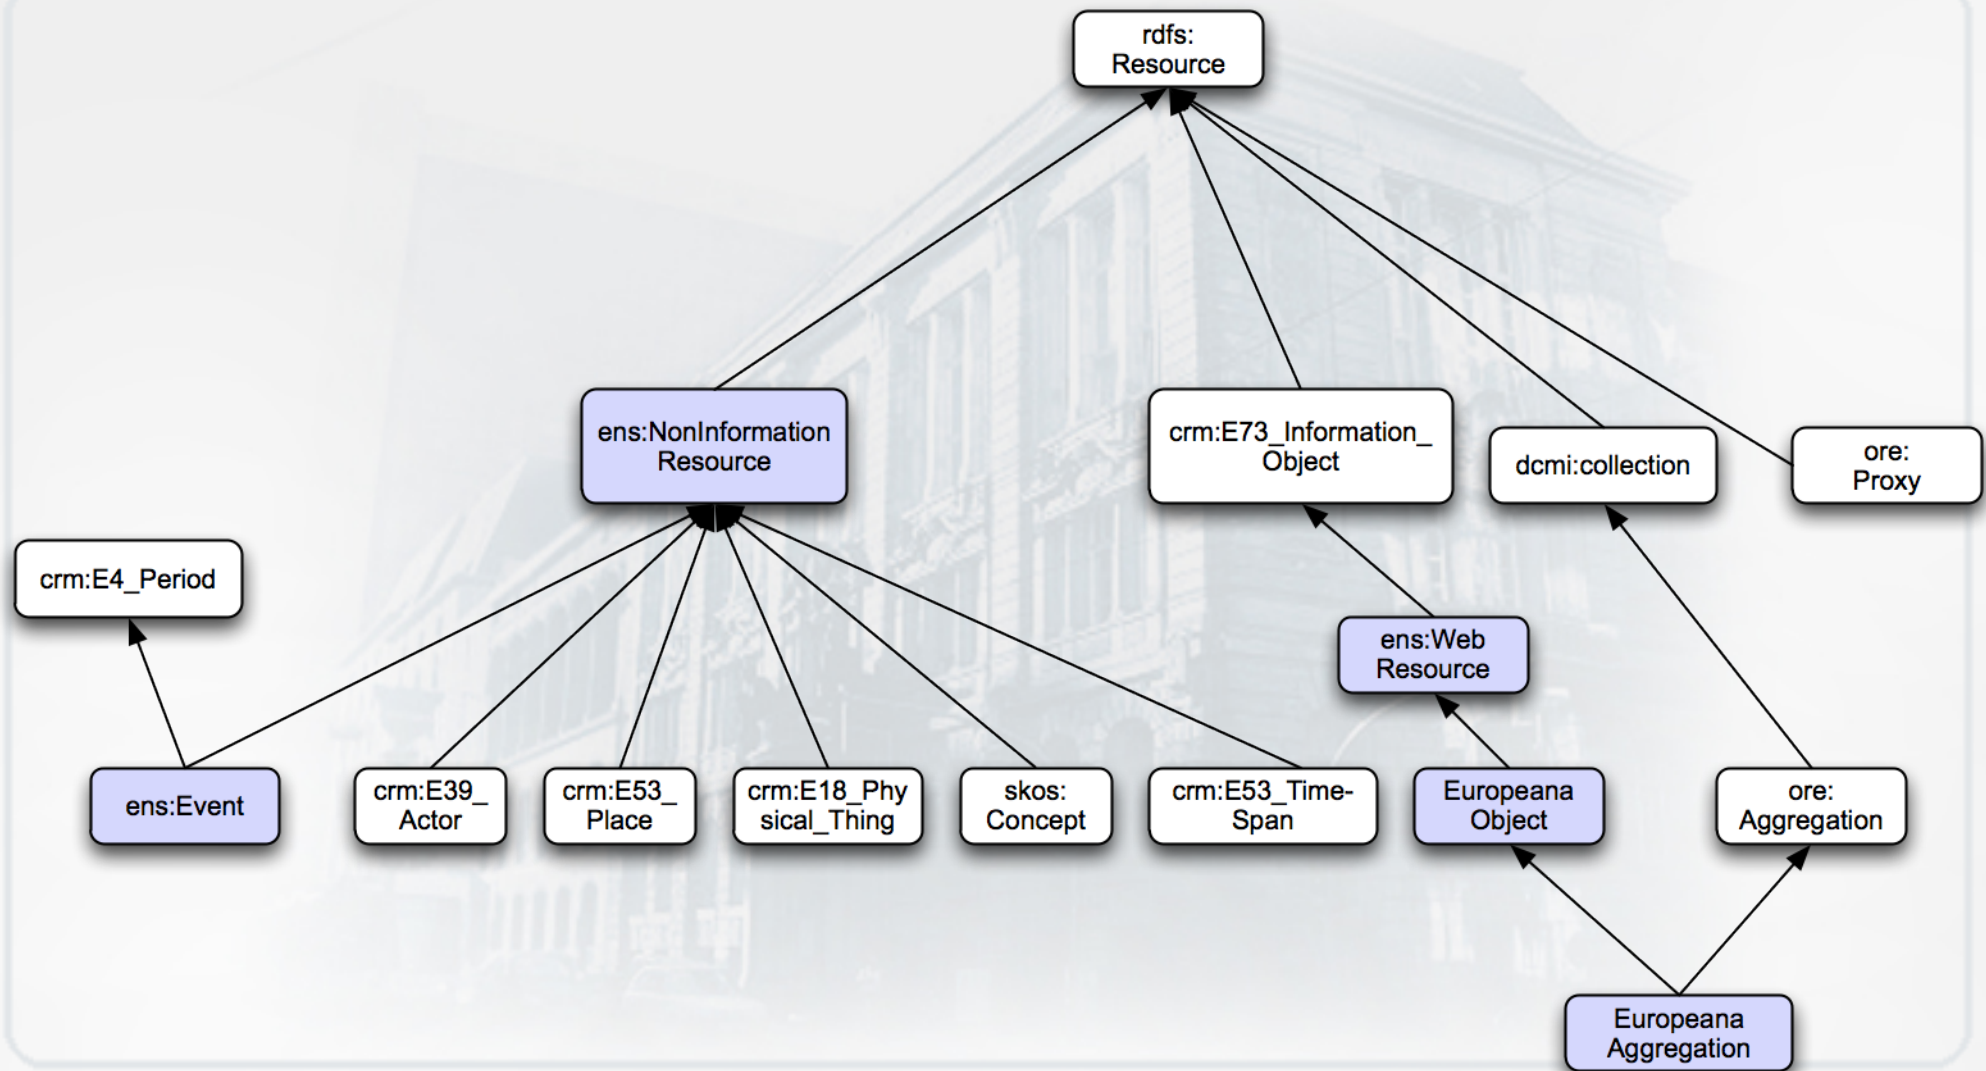 rdfs:
Resource
ens:NonInformation
Resource
crm:E73_Information_
Object
dcmi:collection
ore:
Proxy
crm:E4_Period
ens:Web
Resource
ens:Event
crm:E39_
Actor
crm:E53_
Place
crm:E18_Phy
sical_Thing
skos:
Concept
crm:E53_Time-
Span
Europeana
Object
ore:
Aggregation
Europeana
Aggregation